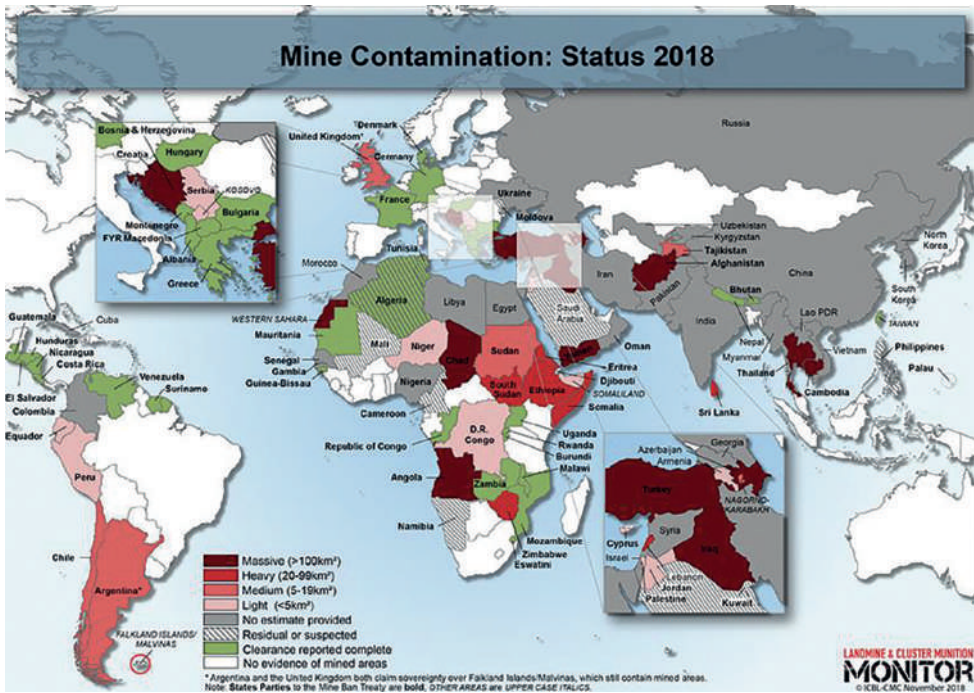 Mine Contamination: Status 2018
Bosnia & Herzegovina
Croatia
Hungary
Serbia
KOSOVO
Montenegro
Bulgaria
FYR Macedonia
Albania
Greece
Denmark
United Kingdom*
Germany
France
Ukraine
Moldova
Russia
Uzbekistan
Kyrgyzstan
Tajikistan
Afghanistan
North
Korea
South
Korea
China
Iran
Pakistan
Bhutan
India
Nepal
TAIWAN
Lao PDR
Myanmar
Vietnam
Thailand
Cambodia
Philippines
Palau
Sri Lanka
Tunisia
Morocco
Algeria
Libya
Egypt
Saudi
Arabia
WESTERN SAHARA
Mauritania
Mali
Niger
Chad
Sudan
Yemen
Oman
Eritrea
Djibouti
SOMALILAND
Senegal
Gambia
Guinea-Bissau
Nigeria
South
Sudan
Ethiopia
Somalia
Cameroon
D.R.
Congo
Republic of Congo
Uganda
Rwanda
Burundi
Malawi
Angola
Zambia
Namibia
Mozambique
Zimbabwe
Eswatini
Guatemala
Cuba
Hunduras
Nicaragua
Costa Rica
El Salvador
Venezuela
Surinamo
Colombia
Equador
Peru
Chile
Argentina*
FALKLAND ISLANDS/
MALVINAS
Georgia
Azerbaijan
Armenia
Turkey
NAGORNO-
KARABAKH
Cyprus
Syria
Israel
Iraq
Lebanon
Jordan
Palestine
Kuwait
Massive (>100km²)
Heavy (20-99km²)
Medium (5-19km²)
Light (<5km²)
No estimate provided
Residual or suspected
Clearance reported complete
No evidence of mined areas
* Argentina and the United Kingdom both claim sovereignty over Falkland Islands/Malvinas, which still contain mined areas.
Note: States Parties to the Mine Ban Treaty are bold, OTHER AREAS are UPPER CASE ITALICS.
LANDMINE & CLUSTER MUNITION
MONITOR
© ICBL-CMC November 2018